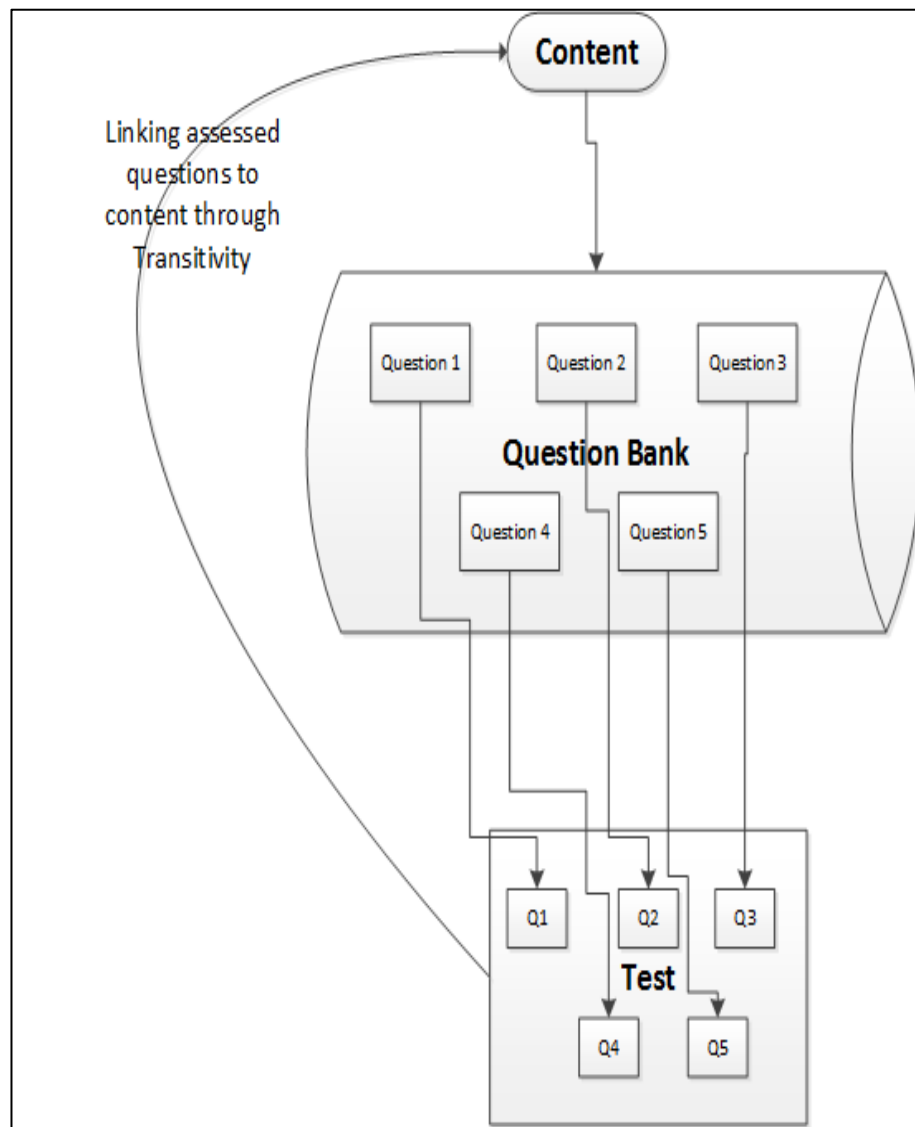 Content
Linking assessed
questions to
content through
Transitivity
Question 1
Question 2
Question 3
Question Bank
Question 4
Question 5
Q1
Q2
Q3
Test
Q4
Q5